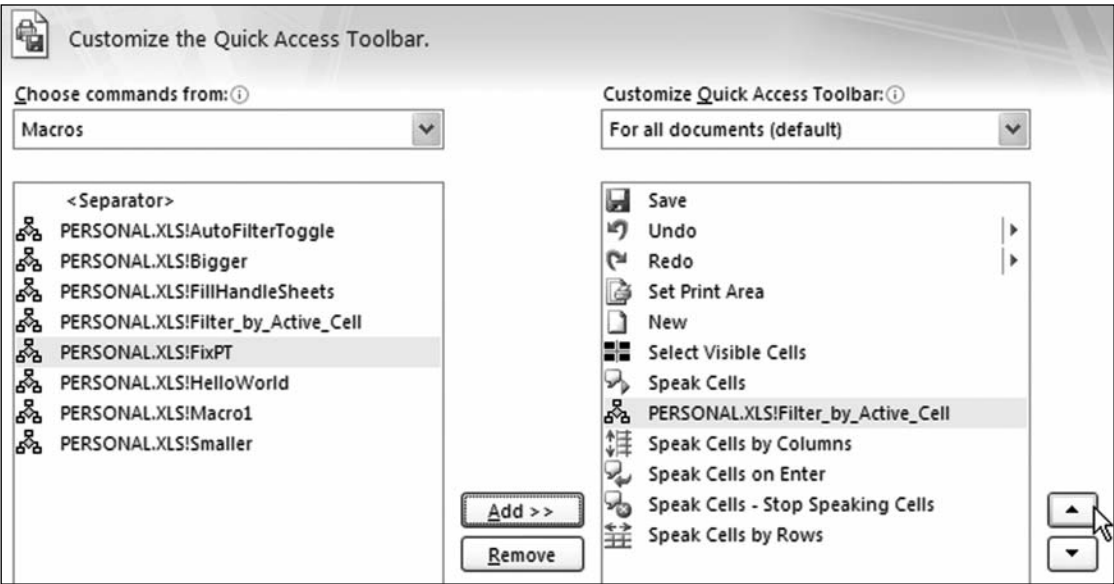 Customize the Quick Access Toolbar.
Choose commands from:
Macros
<Separator>
PERSONAL.XLS!AutoFilterToggle
PERSONAL.XLS!Bigger
PERSONAL.XLS!FillHandleSheets
PERSONAL.XLS!Filter_by_Active_Cell
PERSONAL.XLS!FixPT
PERSONAL.XLS!HelloWorld
PERSONAL.XLS!Macro1
PERSONAL.XLS!Smaller
Add >>
Remove
Customize Quick Access Toolbar:
For all documents (default)
Save
Undo
Redo
Set Print Area
New
Select Visible Cells
Speak Cells
PERSONAL.XLS!Filter_by_Active_Cell
Speak Cells by Columns
Speak Cells on Enter
Speak Cells - Stop Speaking Cells
Speak Cells by Rows